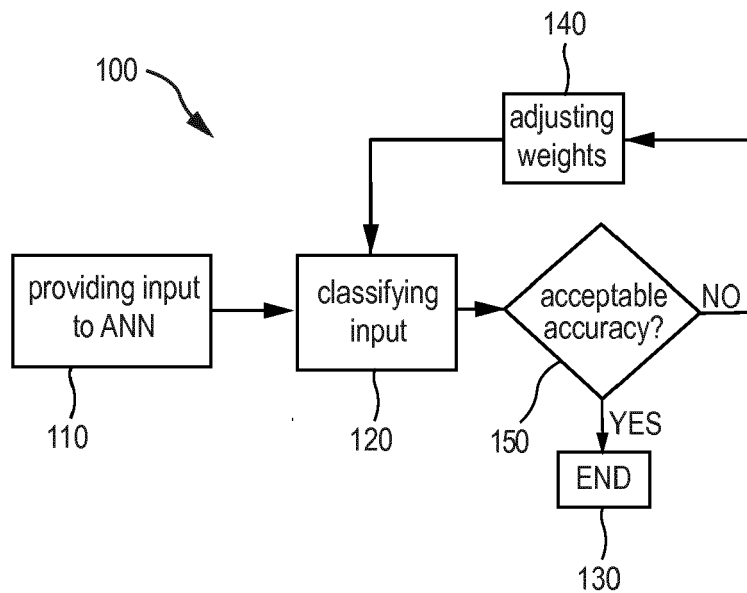 140
100
adjusting
weights
providing input
to ANN
classifying
input
acceptable
accuracy?
NO
110
120
150
YES
END
130